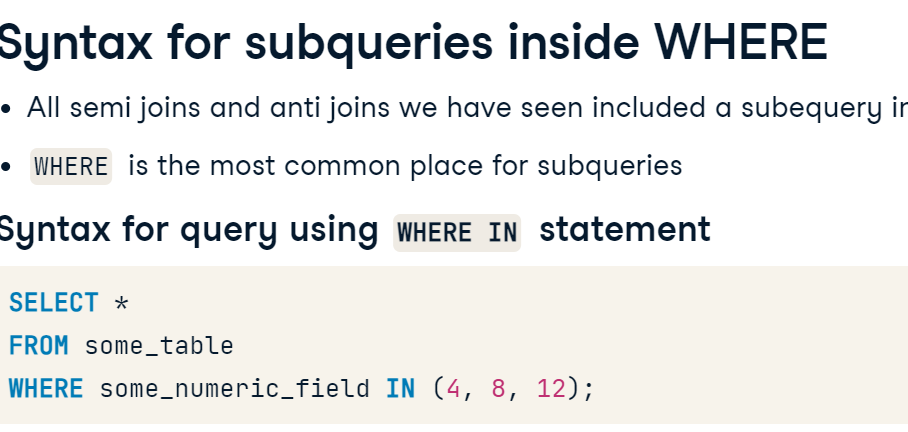 Syntax for subqueries inside WHERE
• All semi joins and anti joins we have seen included a subequery in
• WHERE is the most common place for subqueries
Syntax for query using WHERE IN statement
SELECT *
FROM some_table
WHERE some_numeric_field IN (4, 8, 12);